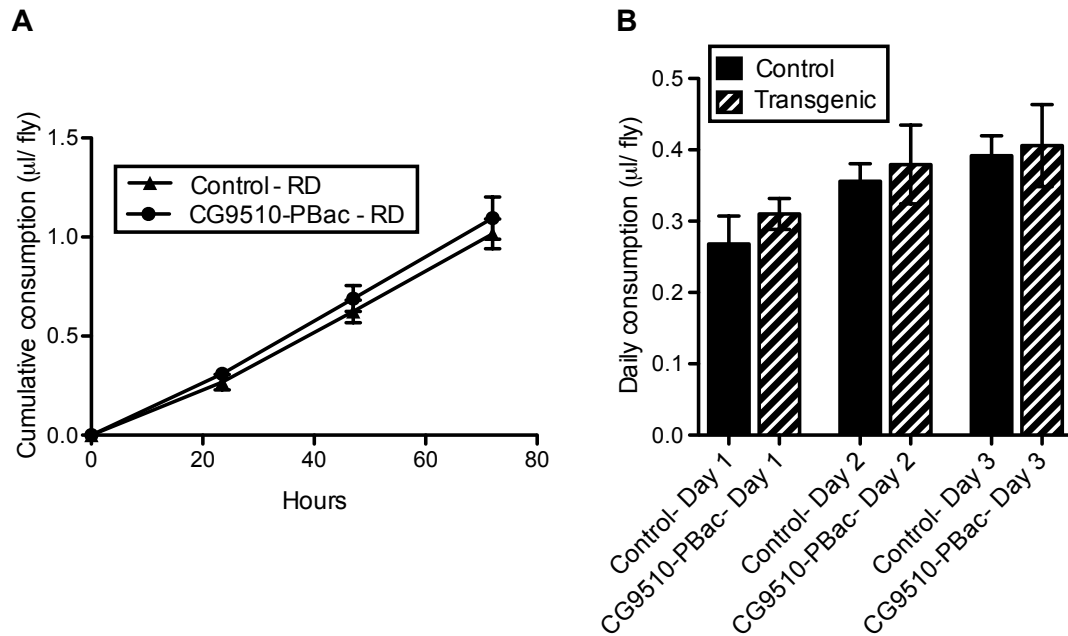 A
Cumulative consumption (µl/ fly)
1.5
1.0
0.5
0.0
Control - RD
CG9510-PBac - RD
0
20
40
60
80
Hours
B
Daily consumption (µl/ fly)
0.5
0.4
0.3
0.2
0.1
0.0
Control
Transgenic
Control- Day 1
CG9510-PBac- Day 1
Control- Day 2
CG9510-PBac- Day 2
Control- Day 3
CG9510-PBac- Day 3